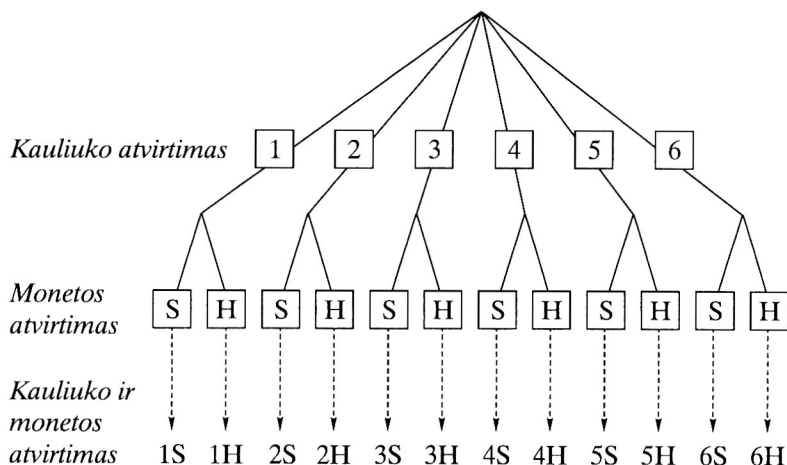 Kauliuko atvirtimas 1 2 3 4 5 6
Monetos
atvirtimas
S H S H S H S H S H S H
Kauliuko ir
monetos
atvirtimas 1S 1H 2S 2H 3S 3H 4S 4H 5S 5H 6S 6H